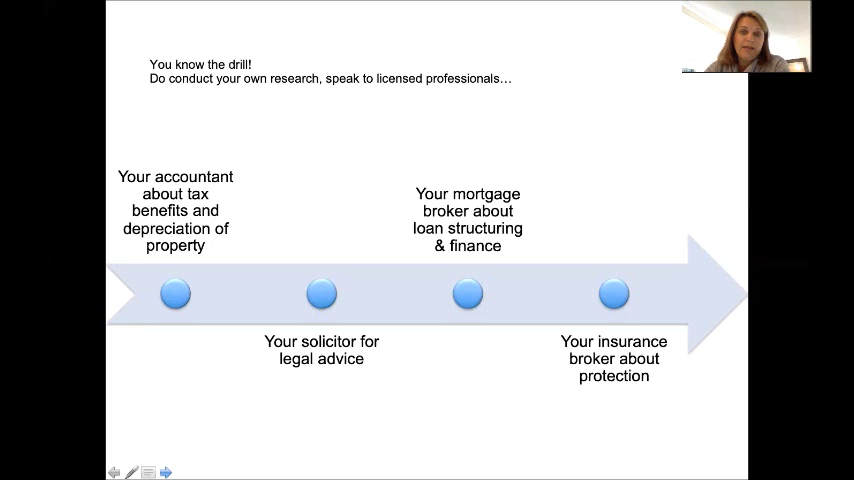 You know the drill!
Do conduct your own research, speak to licensed professionals…
Your accountant
about tax
benefits and
depreciation of
property
Your solicitor for
legal advice
Your mortgage
broker about
loan structuring
& finance
Your insurance
broker about
protection